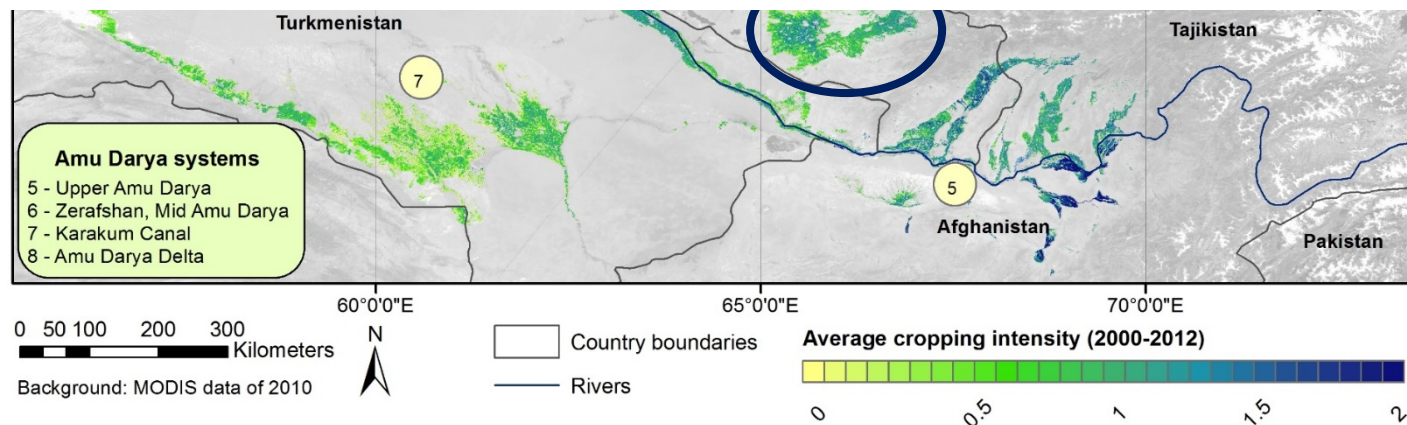 Turkmenistan
Tajikistan
7
Amu Darya systems
5 - Upper Amu Darya
6 - Zerafshan, Mid Amu Darya
7 - Karakum Canal
8 - Amu Darya Delta
5
Afghanistan
Pakistan
60°0'0"E
65°0'0"E
70°0'0"E
0 50 100 200 300
Kilometers
N
Country boundaries
Rivers
Background: MODIS data of 2010
Average cropping intensity (2000-2012)
0 0.5 1 1.5 2